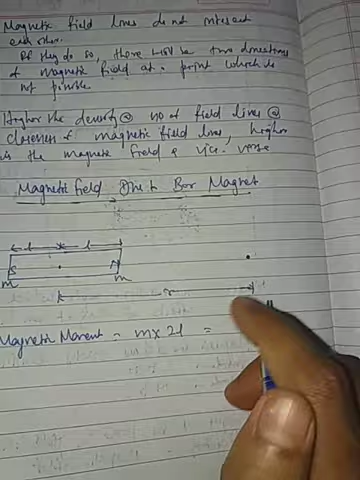 Magnetic field lines do not intersect
each other.
If they do so, there will be two directions
of magnetic field at a point which is
not possible
Higher the density @ no of field lines @
closeness of magnetic field lines, higher
is the magnetic field & vice-versa
Magnetic field Due to Bar Magnet
l l
S N
m m
r
Magnetic Moment = m x 2l =